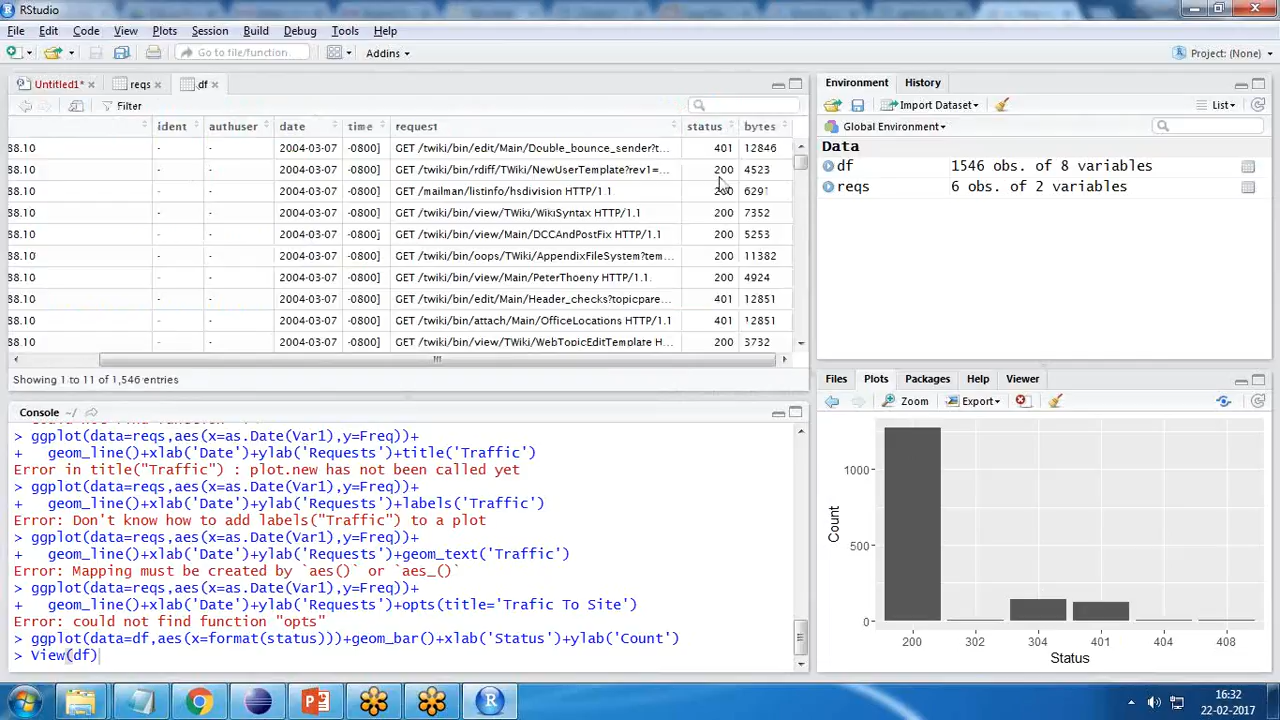 RStudio
File Edit Code View Plots Session Build Debug Tools Help
Go to file/function Addins Project: (None)
Untitled1* reqs df
Filter
ident authuser date time request status bytes
88.10 - - 2004-03-07 -0800] GET /twiki/bin/edit/Main/Double_bounce_sender?t... 401 12846
88.10 - - 2004-03-07 -0800] GET /twiki/bin/rdiff/TWiki/NewUserTemplate?rev1=... 200 4523
88.10 - - 2004-03-07 -0800] GET /mailman/listinfo/hsdivision HTTP/1.1 200 6291
88.10 - - 2004-03-07 -0800] GET /twiki/bin/view/TWiki/WikiSyntax HTTP/1.1 200 7352
88.10 - - 2004-03-07 -0800] GET /twiki/bin/view/Main/DCCAndPostFix HTTP/1.1 200 5253
88.10 - - 2004-03-07 -0800] GET /twiki/bin/oops/TWiki/AppendixFileSystem?tem... 200 11382
88.10 - - 2004-03-07 -0800] GET /twiki/bin/view/Main/PeterThoeny HTTP/1.1 200 4924
88.10 - - 2004-03-07 -0800] GET /twiki/bin/edit/Main/Header_checks?topicpare... 401 12851
88.10 - - 2004-03-07 -0800] GET /twiki/bin/attach/Main/OfficeLocations HTTP/1.1 401 12851
88.10 - - 2004-03-07 -0800] GET /twiki/bin/view/TWiki/WebTopicEditTemplate H... 200 3732
Showing 1 to 11 of 1,546 entries
Console ~/
> ggplot(data=reqs,aes(x=as.Date(Var1),y=Freq))+
+ geom_line()+xlab('Date')+ylab('Requests')+title('Traffic')
Error in title("Traffic") : plot.new has not been called yet
> ggplot(data=reqs,aes(x=as.Date(Var1),y=Freq))+
+ geom_line()+xlab('Date')+ylab('Requests')+labels('Traffic')
Error: Don't know how to add labels("Traffic") to a plot
> ggplot(data=reqs,aes(x=as.Date(Var1),y=Freq))+
+ geom_line()+xlab('Date')+ylab('Requests')+geom_text('Traffic')
Error: Mapping must be created by `aes()` or `aes_()`
> ggplot(data=reqs,aes(x=as.Date(Var1),y=Freq))+
+ geom_line()+xlab('Date')+ylab('Requests')+opts(title='Trafic To Site')
Error: could not find function "opts"
> ggplot(data=df,aes(x=format(status)))+geom_bar()+xlab('Status')+ylab('Count')
> View(df)
Environment History
Import Dataset List
Global Environment
Data
df 1546 obs. of 8 variables
reqs 6 obs. of 2 variables
Files Plots Packages Help Viewer
Zoom Export
1000
500
0
Count
200 302 304 401 404 408
Status
16:32
22-02-2017